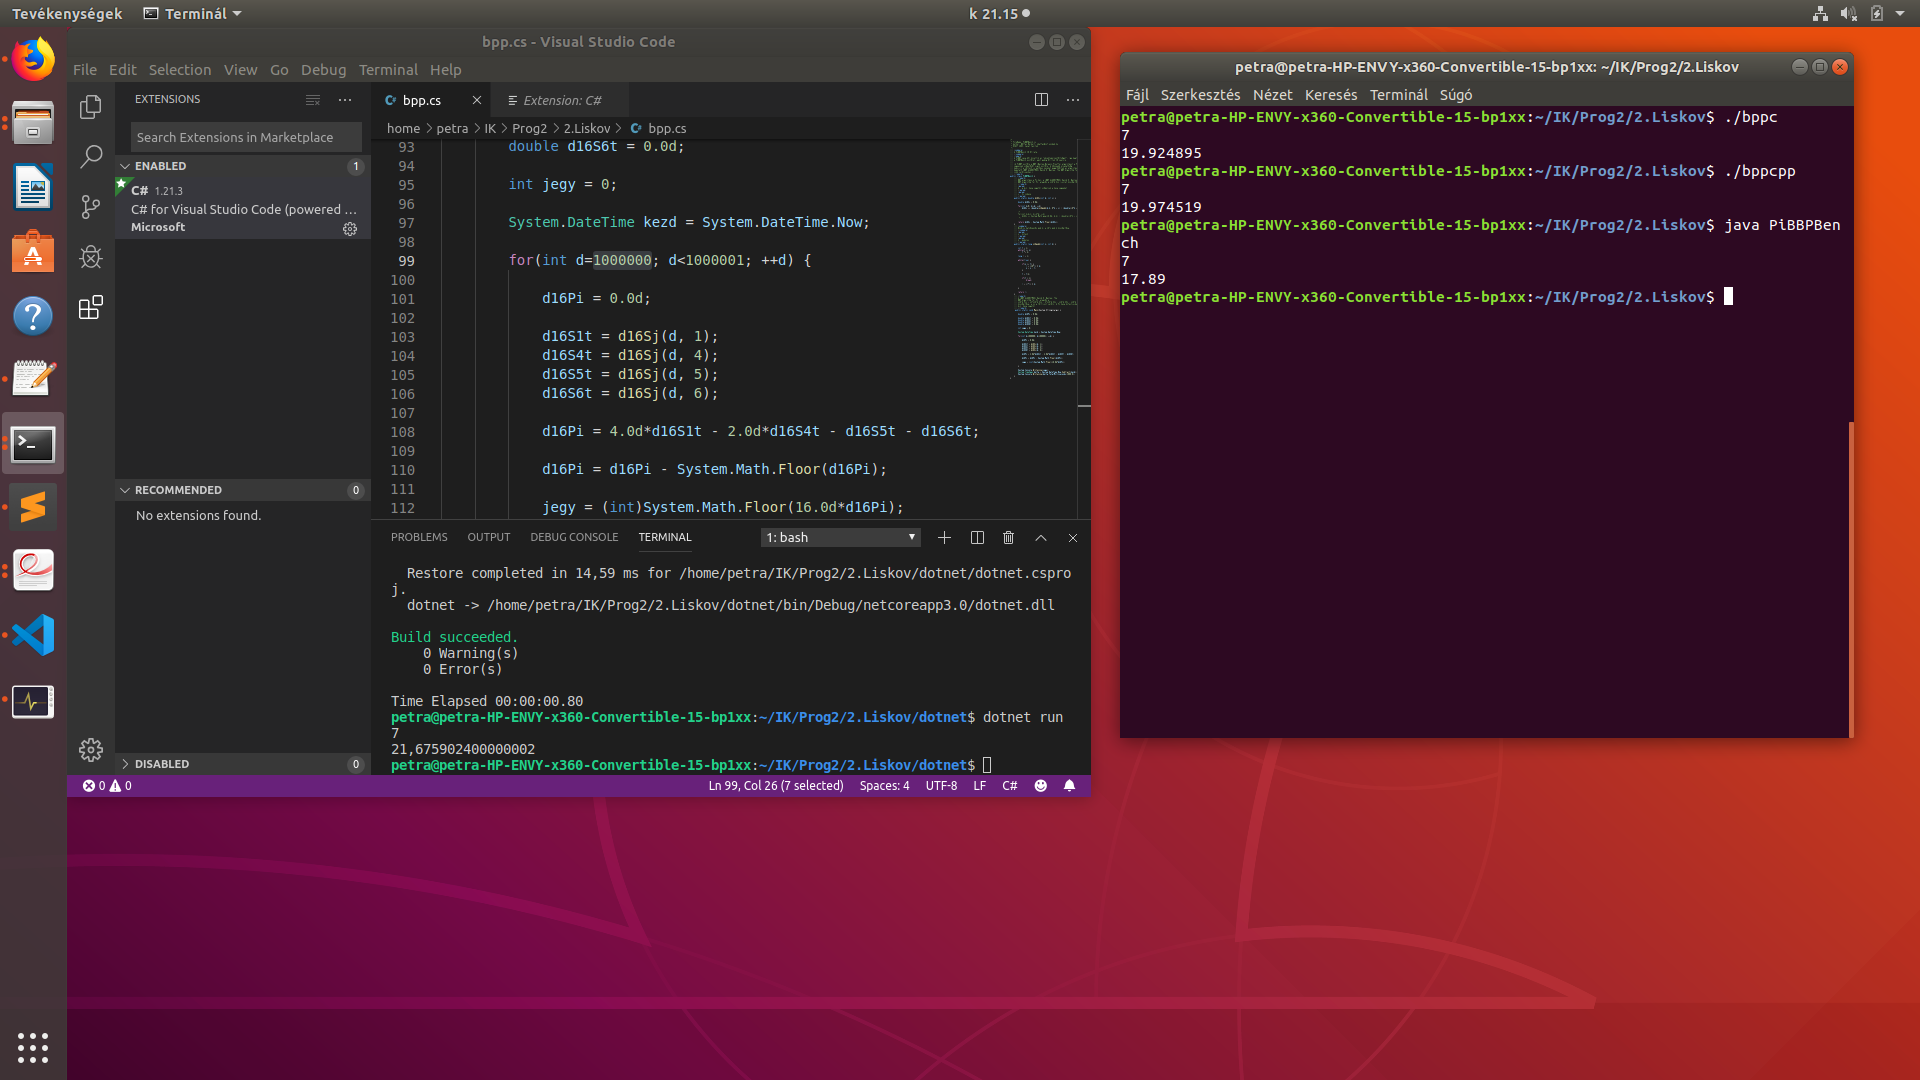 Tevékenységek
Terminál
k 21.15
bpp.cs - Visual Studio Code
File Edit Selection View Go Debug Terminal Help
EXTENSIONS
Search Extensions in Marketplace
ENABLED 1
C# 1.21.3
C# for Visual Studio Code (powered ...
Microsoft
RECOMMENDED 0
No extensions found.
DISABLED 0
bpp.cs
Extension: C#
home > petra > IK > Prog2 > 2.Liskov > bpp.cs
93 double d16S6t = 0.0d;
94
95 int jegy = 0;
96
97 System.DateTime kezd = System.DateTime.Now;
98
99 for(int d=1000000; d<1000001; ++d) {
100
101 d16Pi = 0.0d;
102
103 d16S1t = d16Sj(d, 1);
104 d16S4t = d16Sj(d, 4);
105 d16S5t = d16Sj(d, 5);
106 d16S6t = d16Sj(d, 6);
107
108 d16Pi = 4.0d*d16S1t - 2.0d*d16S4t - d16S5t - d16S6t;
109
110 d16Pi = d16Pi - System.Math.Floor(d16Pi);
111
112 jegy = (int)System.Math.Floor(16.0d*d16Pi);
PROBLEMS OUTPUT DEBUG CONSOLE TERMINAL 1: bash
Restore completed in 14,59 ms for /home/petra/IK/Prog2/2.Liskov/dotnet/dotnet.cspro
j.
dotnet -> /home/petra/IK/Prog2/2.Liskov/dotnet/bin/Debug/netcoreapp3.0/dotnet.dll
Build succeeded.
0 Warning(s)
0 Error(s)
Time Elapsed 00:00:00.80
petra@petra-HP-ENVY-x360-Convertible-15-bp1xx:~/IK/Prog2/2.Liskov/dotnet$ dotnet run
7
21,675902400000002
petra@petra-HP-ENVY-x360-Convertible-15-bp1xx:~/IK/Prog2/2.Liskov/dotnet$
0 0 Ln 99, Col 26 (7 selected) Spaces: 4 UTF-8 LF C#
petra@petra-HP-ENVY-x360-Convertible-15-bp1xx: ~/IK/Prog2/2.Liskov
Fájl Szerkesztés Nézet Keresés Terminál Súgó
petra@petra-HP-ENVY-x360-Convertible-15-bp1xx:~/IK/Prog2/2.Liskov$ ./bppc
7
19.924895
petra@petra-HP-ENVY-x360-Convertible-15-bp1xx:~/IK/Prog2/2.Liskov$ ./bppcpp
7
19.974519
petra@petra-HP-ENVY-x360-Convertible-15-bp1xx:~/IK/Prog2/2.Liskov$ java PiBBPBen
ch
7
17.89
petra@petra-HP-ENVY-x360-Convertible-15-bp1xx:~/IK/Prog2/2.Liskov$